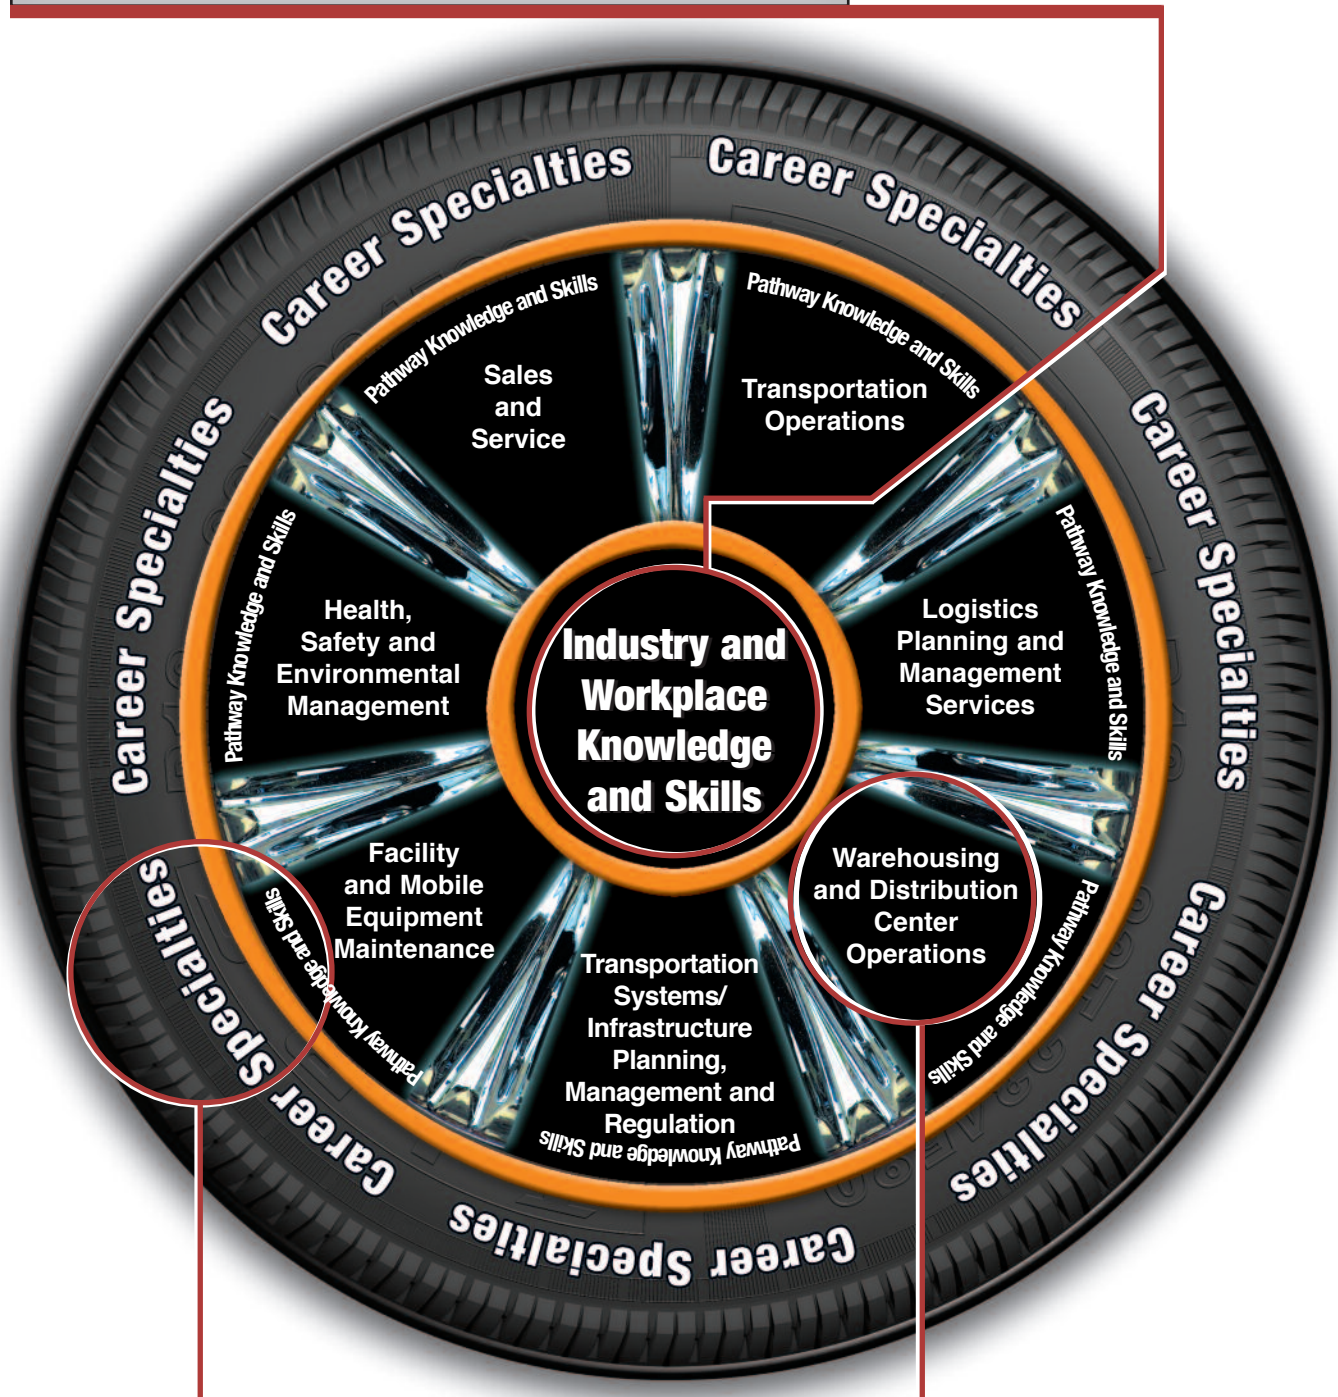 Career Specialties
Career Specialties
Career Specialties
Career Specialties
Career Specialties
Career Specialties
Career Specialties
Pathway Knowledge and Skills
Sales
and
Service
Pathway Knowledge and Skills
Transportation
Operations
Pathway Knowledge and Skills
Health,
Safety and
Environmental
Management
Pathway Knowledge and Skills
Logistics
Planning and
Management
Services
Industry and
Workplace
Knowledge
and Skills
Facility
and Mobile
Equipment
Maintenance
Pathway Knowledge and Skills
Warehousing
and Distribution
Center
Operations
Pathway Knowledge and Skills
Transportation
Systems/
Infrastructure
Planning,
Management and
Regulation
Pathway Knowledge and Skills